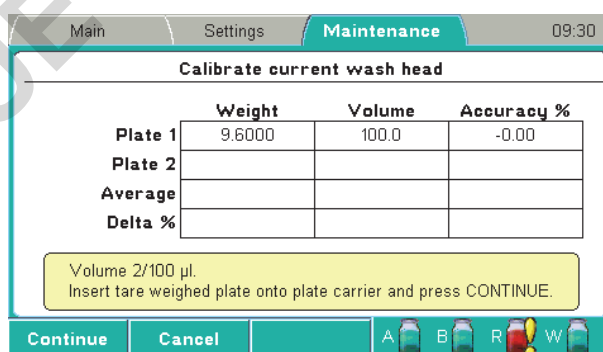 Main Settings Maintenance 09:30
Calibrate current wash head
Weight Volume Accuracy %
Plate 1 9.6000 100.0 -0.00
Plate 2
Average
Delta %
Volume 2/100 µl.
Insert tare weighed plate onto plate carrier and press CONTINUE.
Continue Cancel A B R W